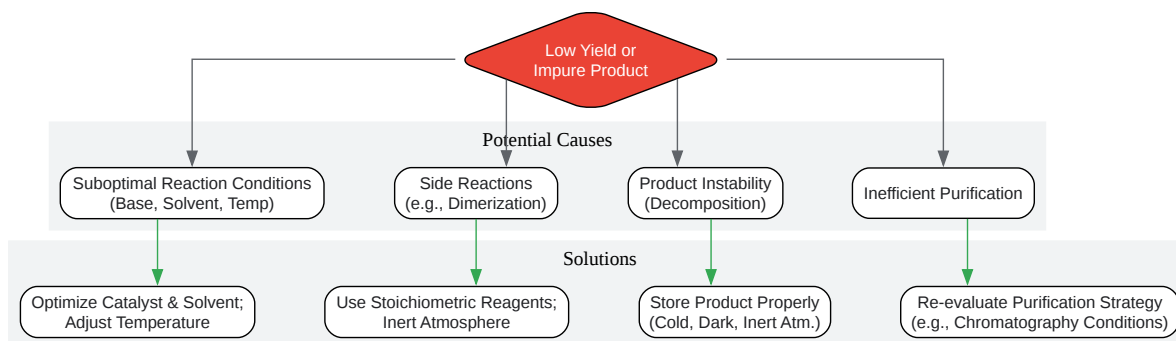 Low Yield or
Impure Product
Potential Causes
Suboptimal Reaction Conditions
(Base, Solvent, Temp)
Side Reactions
(e.g., Dimerization)
Product Instability
(Decomposition)
Inefficient Purification
Solutions
Optimize Catalyst & Solvent;
Adjust Temperature
Use Stoichiometric Reagents;
Inert Atmosphere
Store Product Properly
(Cold, Dark, Inert Atm.)
Re-evaluate Purification Strategy
(e.g., Chromatography Conditions)